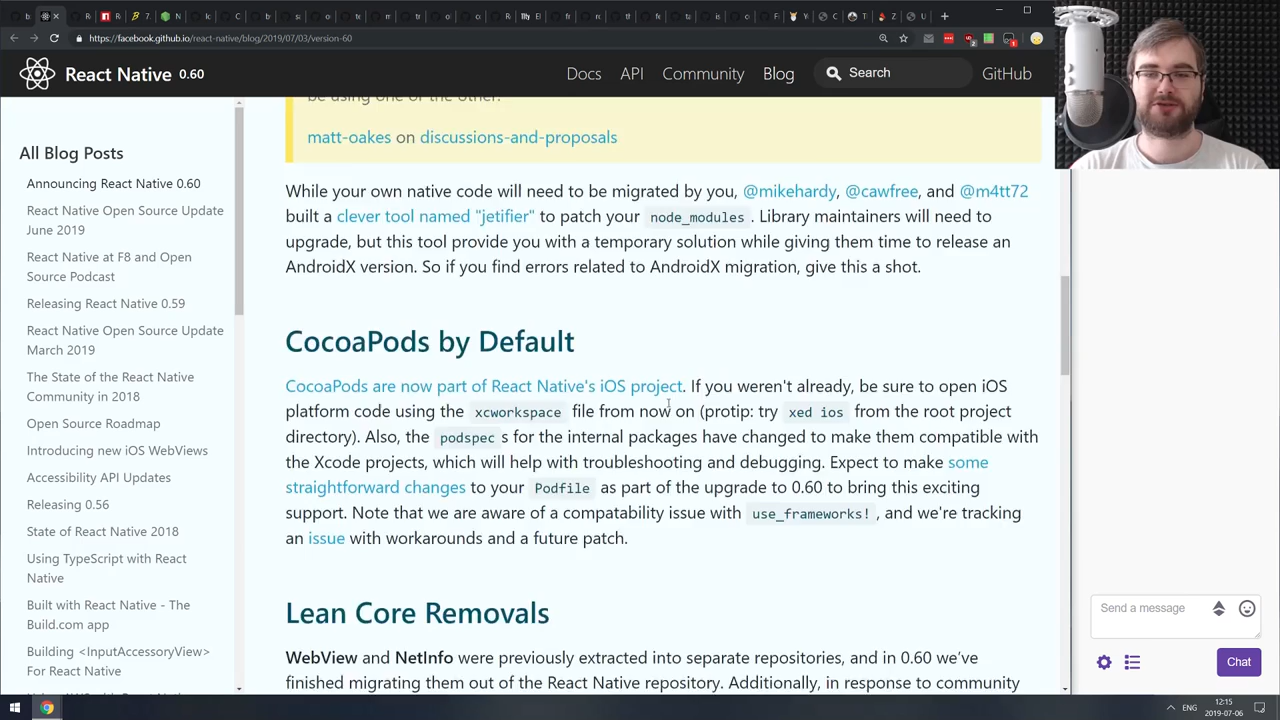 https://facebook.github.io/react-native/blog/2019/07/03/version-60
React Native 0.60
Docs
API
Community
Blog
Search
GitHub
All Blog Posts
Announcing React Native 0.60
React Native Open Source Update
June 2019
React Native at F8 and Open
Source Podcast
Releasing React Native 0.59
React Native Open Source Update
March 2019
The State of the React Native
Community in 2018
Open Source Roadmap
Introducing new iOS WebViews
Accessibility API Updates
Releasing 0.56
State of React Native 2018
Using TypeScript with React
Native
Built with React Native - The
Build.com app
Building <InputAccessoryView>
For React Native
be using one or the other.
matt-oakes on discussions-and-proposals
While your own native code will need to be migrated by you, @mikehardy, @cawfree, and @m4tt72
built a clever tool named "jetifier" to patch your node_modules. Library maintainers will need to
upgrade, but this tool provide you with a temporary solution while giving them time to release an
AndroidX version. So if you find errors related to AndroidX migration, give this a shot.
CocoaPods by Default
CocoaPods are now part of React Native's iOS project. If you weren't already, be sure to open iOS
platform code using the xcworkspace file from now on (protip: try xed ios from the root project
directory). Also, the podspec s for the internal packages have changed to make them compatible with
the Xcode projects, which will help with troubleshooting and debugging. Expect to make some
straightforward changes to your Podfile as part of the upgrade to 0.60 to bring this exciting
support. Note that we are aware of a compatability issue with use_frameworks!, and we're tracking
an issue with workarounds and a future patch.
Lean Core Removals
WebView and NetInfo were previously extracted into separate repositories, and in 0.60 we've
finished migrating them out of the React Native repository. Additionally, in response to community
Send a message
Chat
ENG
12:15
2019-07-06